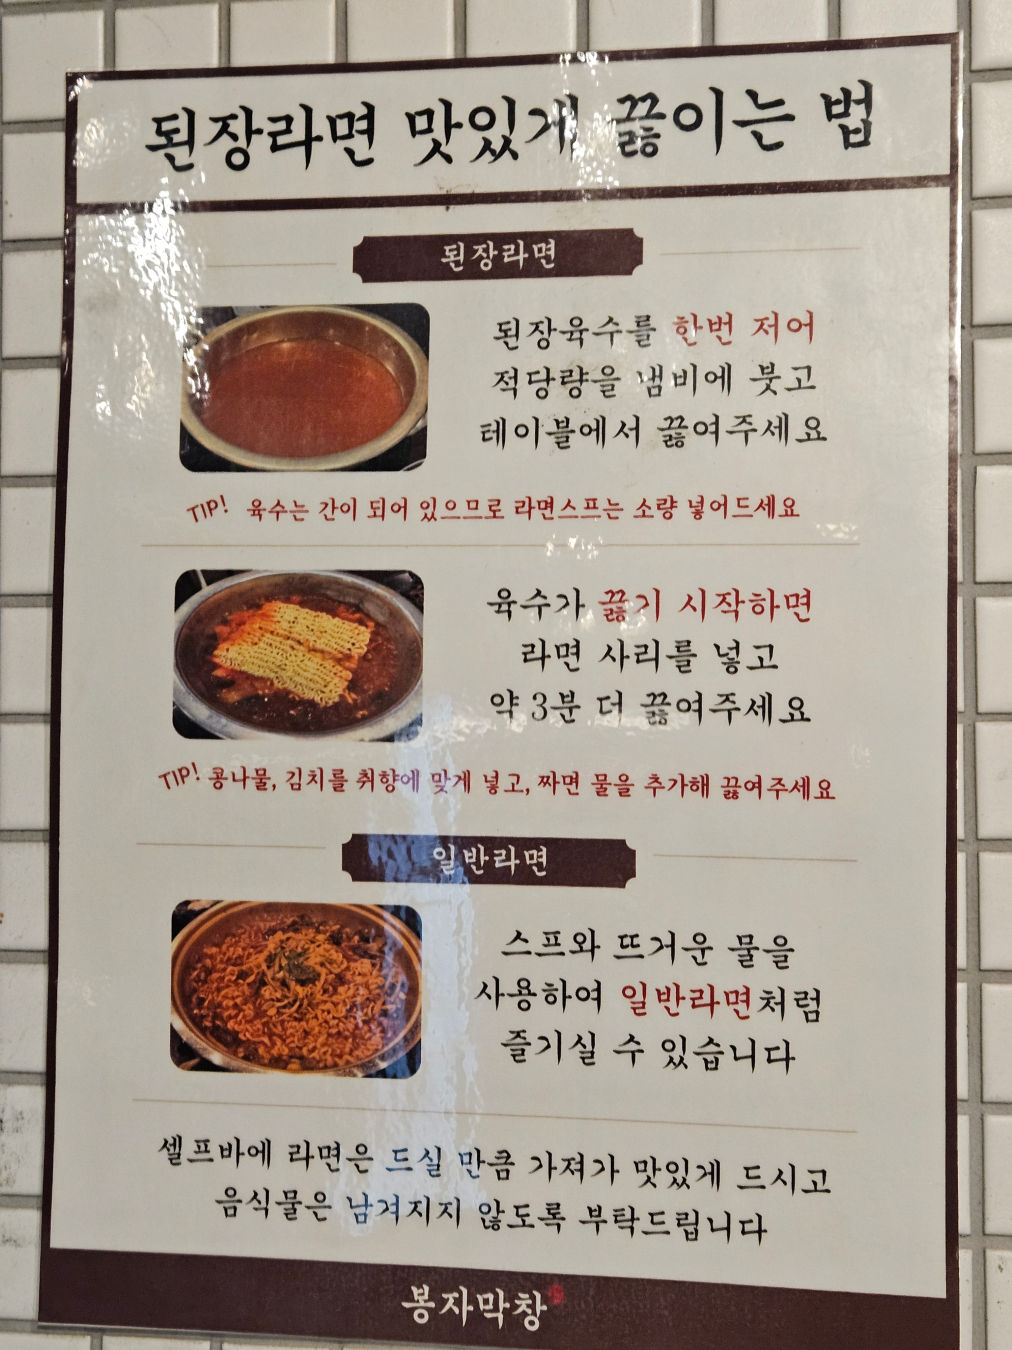 된장라면 맛있게 끓이는 법
된장라면
된장육수를 한번 저어
적당량을 냄비에 붓고
테이블에서 끓여주세요
TIP! 육수는 간이 되어 있으므로 라면스프는 소량 넣어드세요
육수가 끓기 시작하면
라면 사리를 넣고
약 3분 더 끓여주세요
TIP! 콩나물, 김치를 취향에 맞게 넣고, 짜면 물을 추가해 끓여주세요
일반라면
스프와 뜨거운 물을
사용하여 일반라면처럼
즐기실 수 있습니다
셀프바에 라면은 드실 만큼 가져가 맛있게 드시고
음식물은 남겨지지 않도록 부탁드립니다
봉자막창